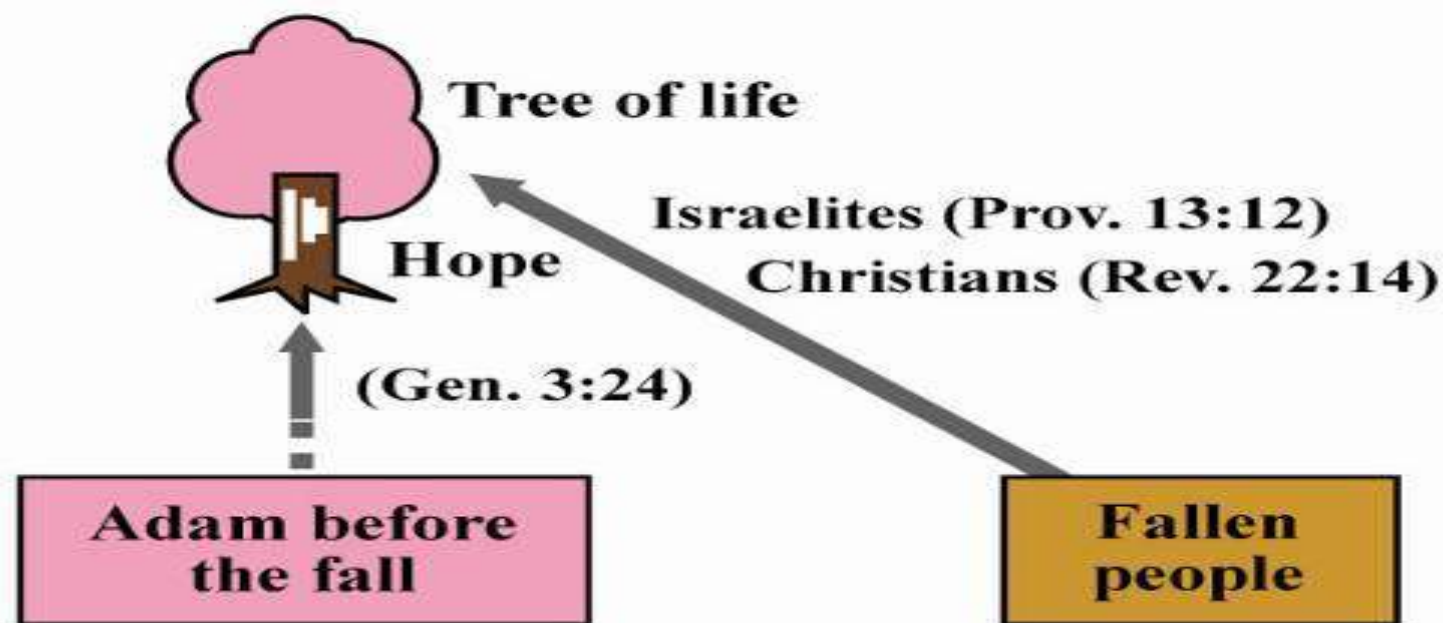 Tree of life
Israelites (Prov. 13:12)
Hope
Christians (Rev. 22:14)
(Gen. 3:24)
Adam before
the fall
Fallen
people